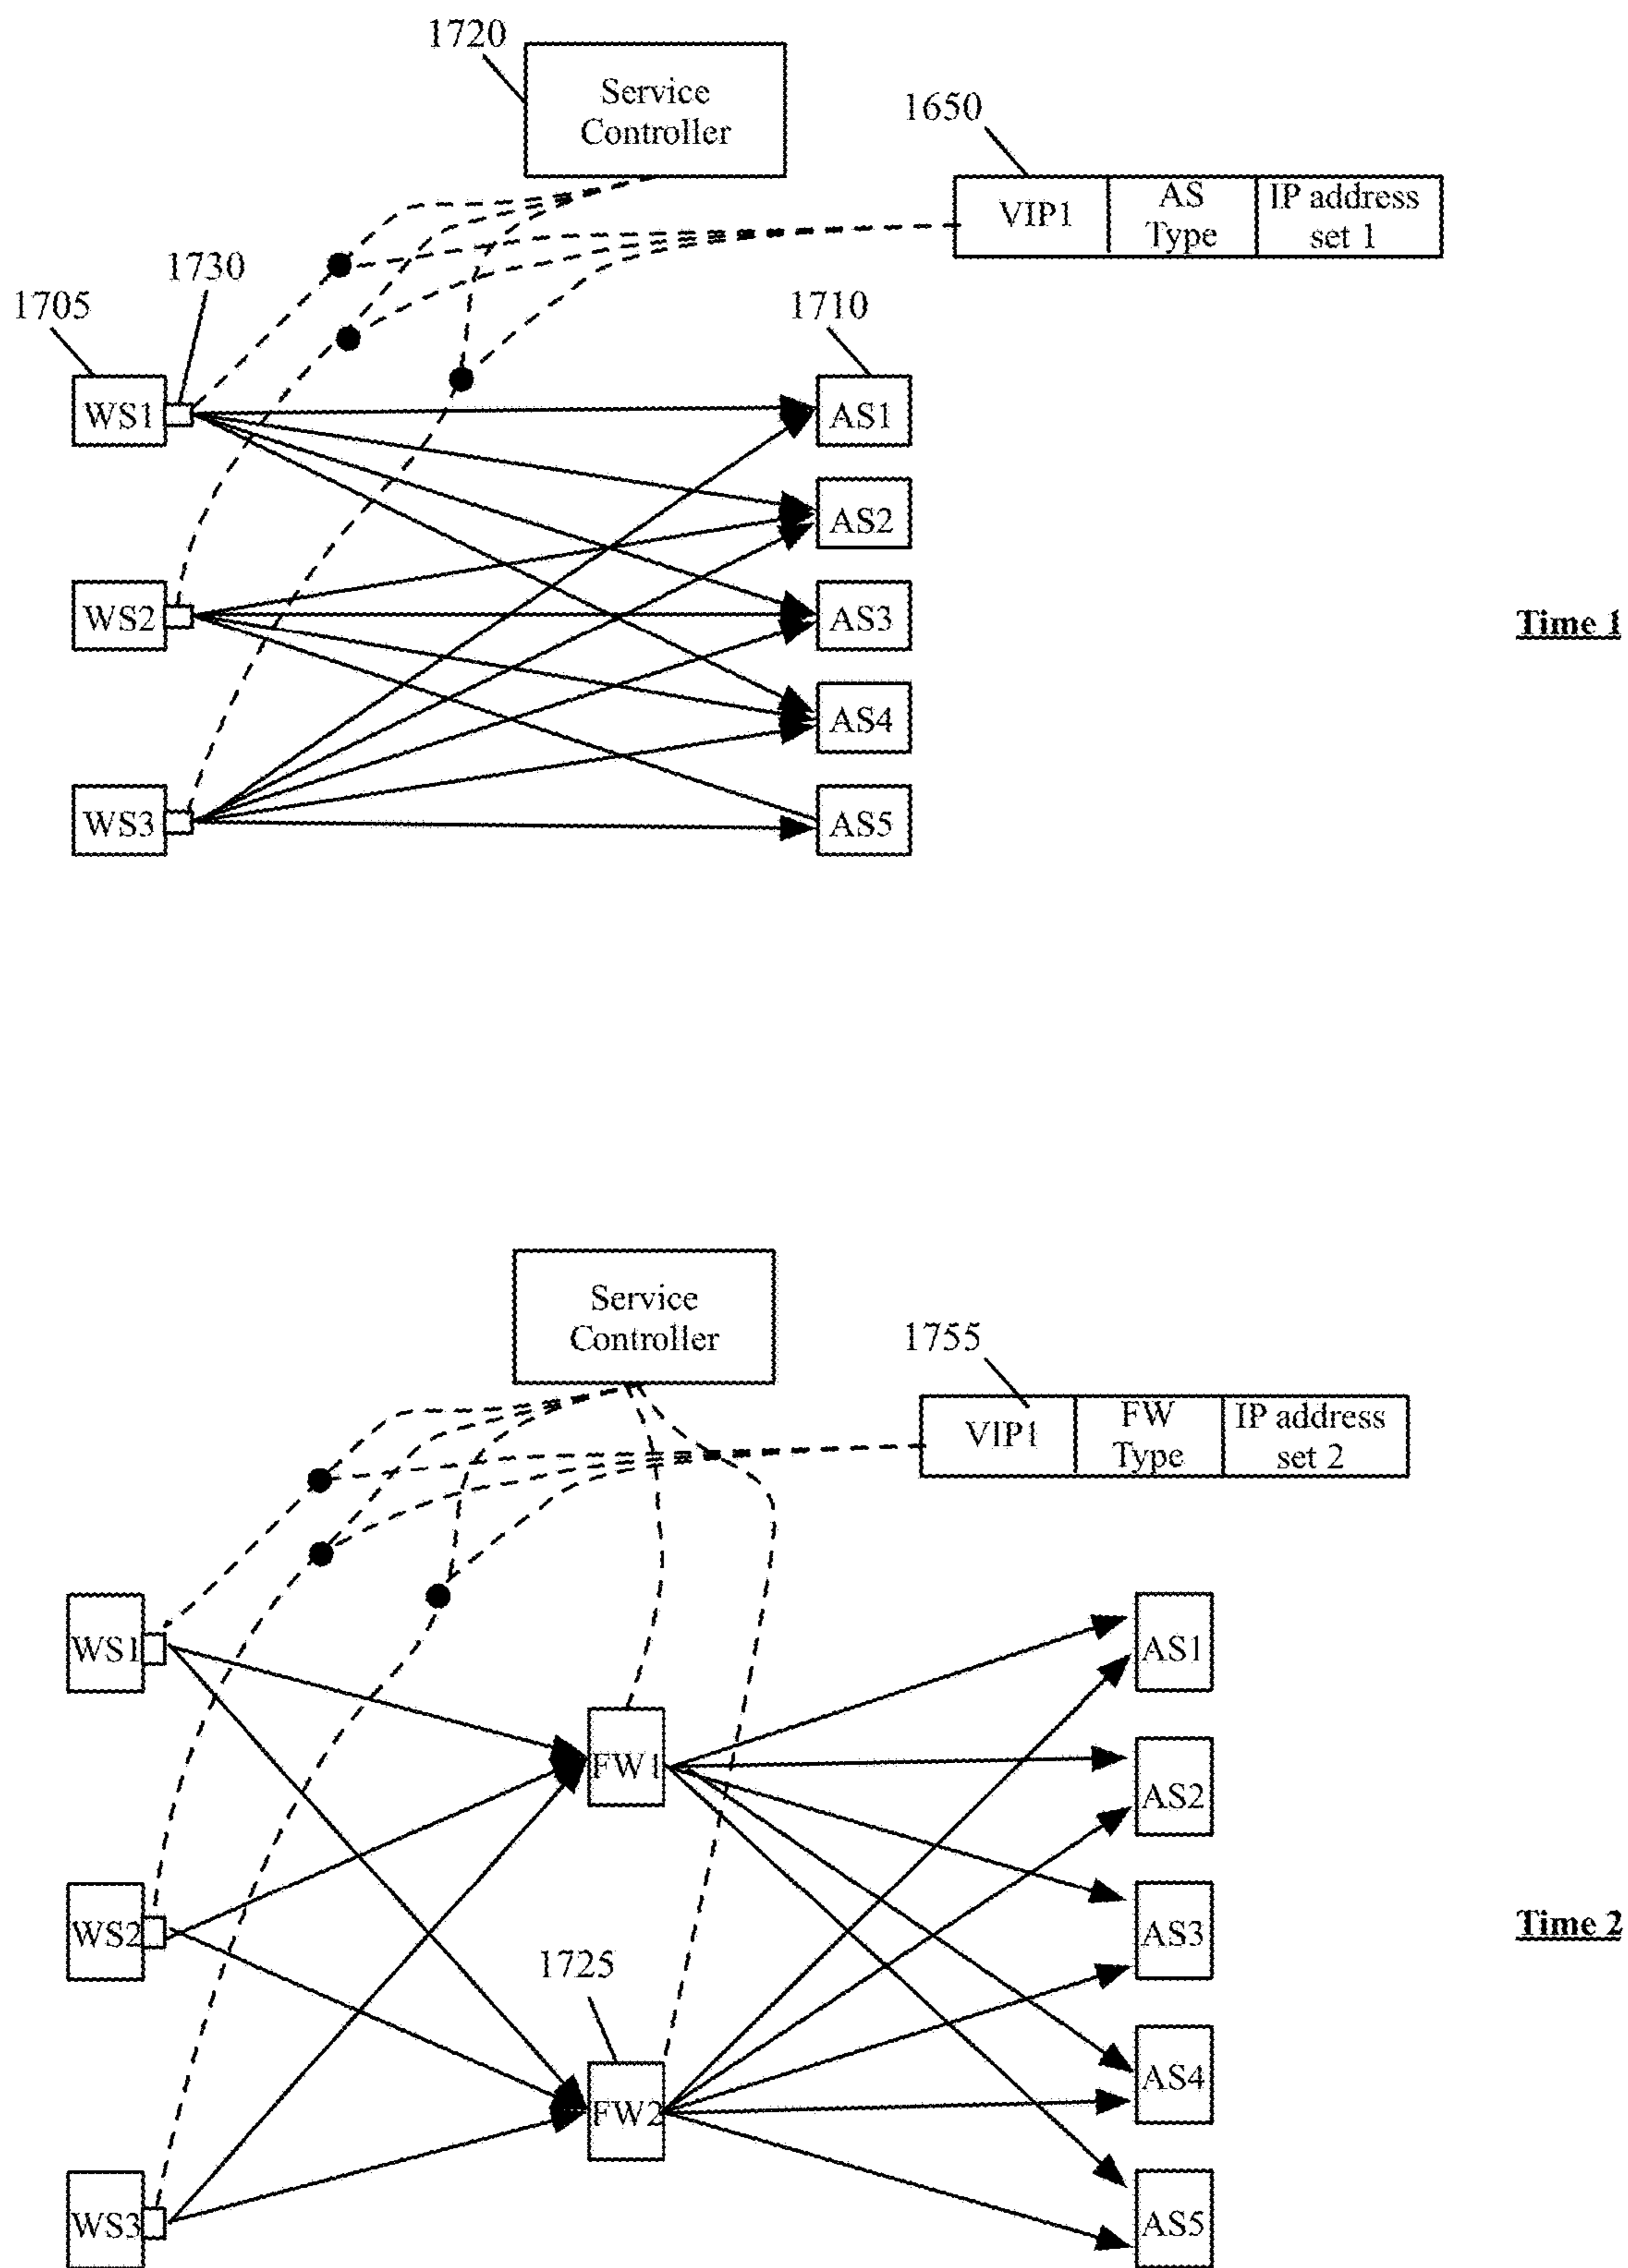 1720
Service
Controller
1650
VIP1
AS
Type
IP address
set 1
1730
1705
1710
WS1
AS1
AS2
WS2
AS3
Time 1
AS4
WS3
AS5
Service
Controller
1755
VIP1
FW
Type
IP address
set 2
WS1
AS1
FW1
AS2
WS2
AS3
Time 2
1725
AS4
FW2
WS3
AS5